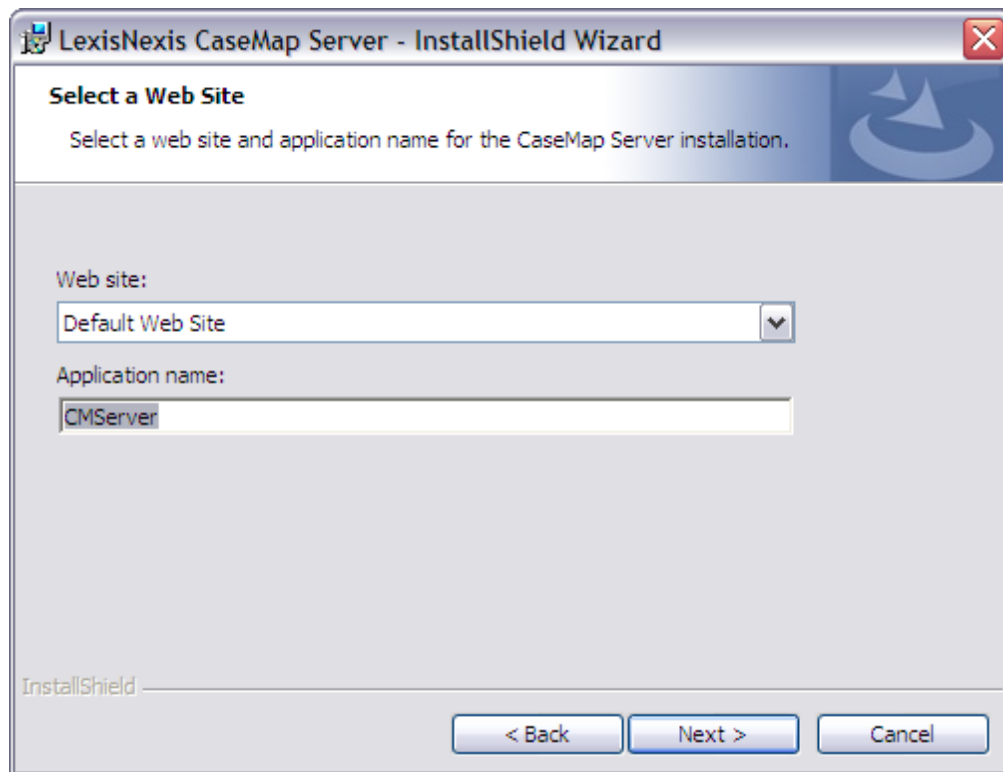 LexisNexis CaseMap Server - InstallShield Wizard
Select a Web Site
Select a web site and application name for the CaseMap Server installation.
Web site:
Default Web Site
Application name:
CMServer
InstallShield
< Back Next > Cancel